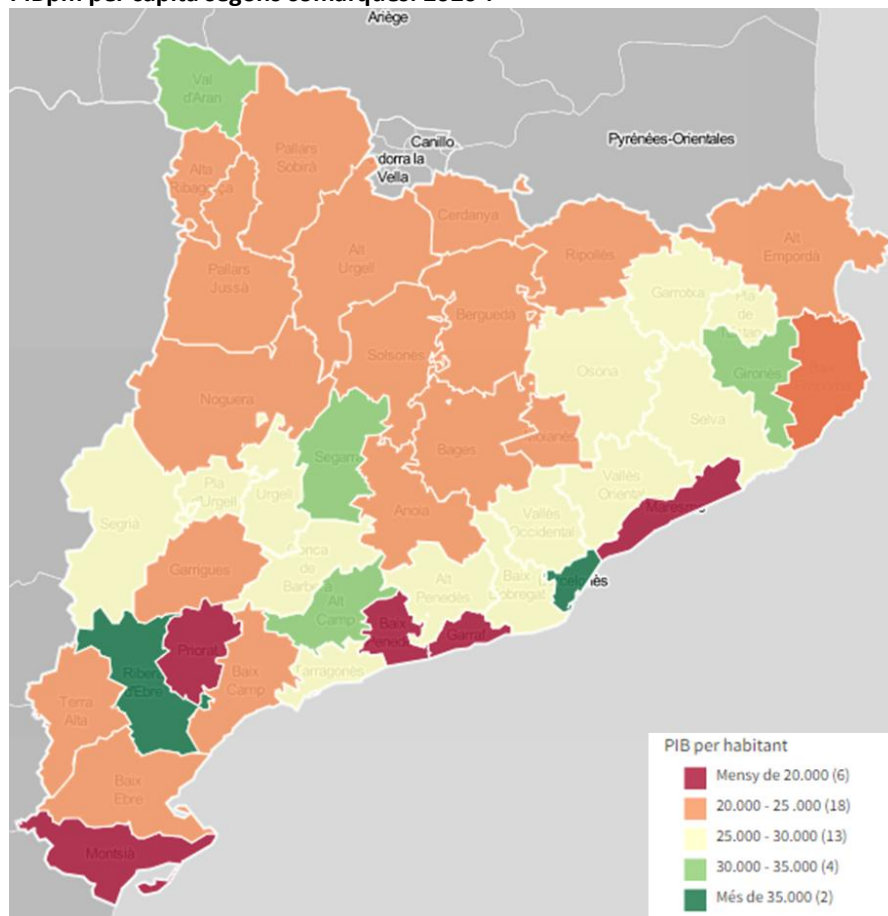 PIBpm per càpita segons comarques. 2020
Ariège
Val
d'Aran
Pyrénées-Orientales
Canillo
dorra la
Vella
Pallars
Sobirà
Alta
Ribagorça
Cerdanya
Alt
Urgell
Ripollès
Alt
Empordà
Pallars
Jussà
Garrotxa
Pla
de
Berguedà
Solsonès
Osona
Gironès
Noguera
Selva
Segarra
Bages
Pla
d'Urgell
Urgell
Vallès
Oriental
Anoia
Segrià
Vallès
Occidental
Maresme
Conca
de
Barberà
Garrigues
Alt
Penedès
Baix
Llobregat
Barcelonès
Alt
Camp
Baix
Penedès
Garraf
Priorat
Ribera
d'Ebre
Baix
Camp
Tarragonès
Terra
Alta
Baix
Ebre
Montsià
PIB per habitant
Mensy de 20.000 (6)
20.000 - 25 .000 (18)
25.000 - 30.000 (13)
30.000 - 35.000 (4)
Més de 35.000 (2)